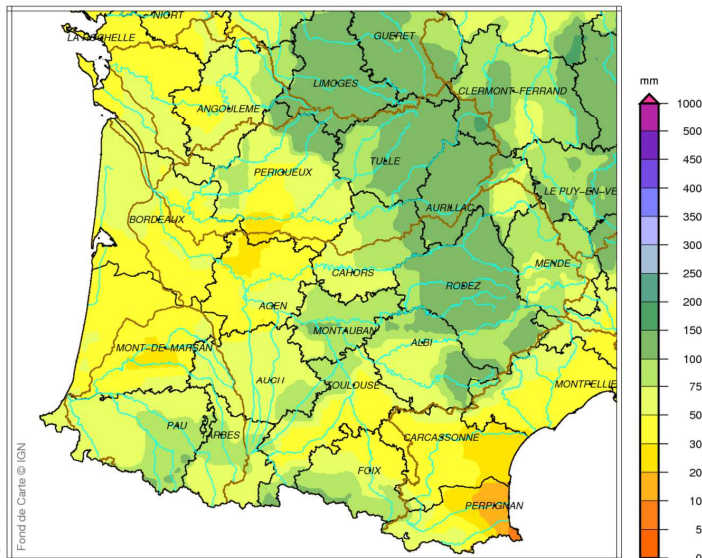 NIORT
LA ROCHELLE
GUERET
LIMOGES
CLERMONT-FERRAND
ANGOULEME
TULLE
PERIGUEUX
LE PUY-EN-VE
AURILLAC
BORDEAUX
CAHORS
MENDE
RODEZ
AGEN
MONTAUBAN
ALBI
MONT-DE-MARSAN
AUCH
TOULOUSE
MONTPELLIE
PAU
TARBES
CARCASSONNE
FOIX
PERPIGNAN
Fond de Carte © IGN
mm
1000
500
450
400
350
300
250
200
150
100
75
50
30
20
10
5
0